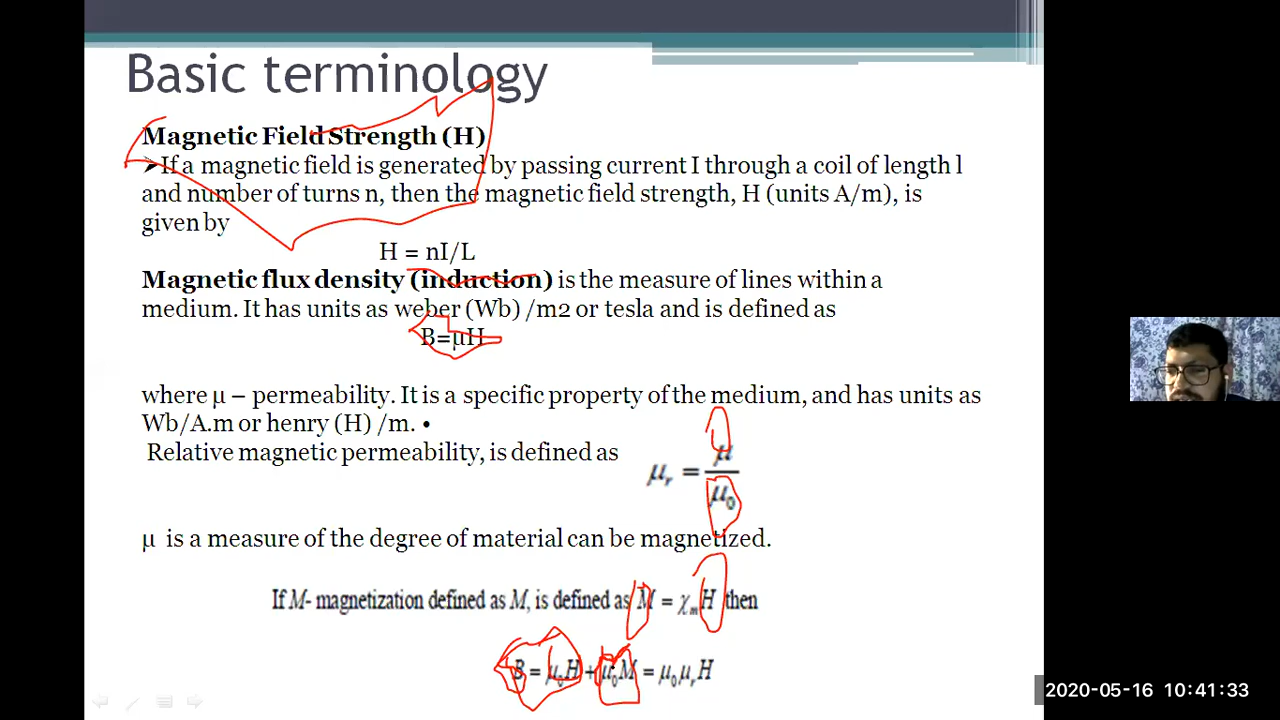 Basic terminology
Magnetic Field Strength (H)
➢If a magnetic field is generated by passing current I through a coil of length l
and number of turns n, then the magnetic field strength, H (units A/m), is
given by
H = nI/L
Magnetic flux density (induction) is the measure of lines within a
medium. It has units as weber (Wb) /m2 or tesla and is defined as
B=μH
where μ – permeability. It is a specific property of the medium, and has units as
Wb/A.m or henry (H) /m. •
Relative magnetic permeability, is defined as
μr = μ/μ0
μ is a measure of the degree of material can be magnetized.
If M- magnetization defined as M, is defined as M = χm H then
B = μ0H + μ0M = μ0μrH
2020-05-16 10:41:33